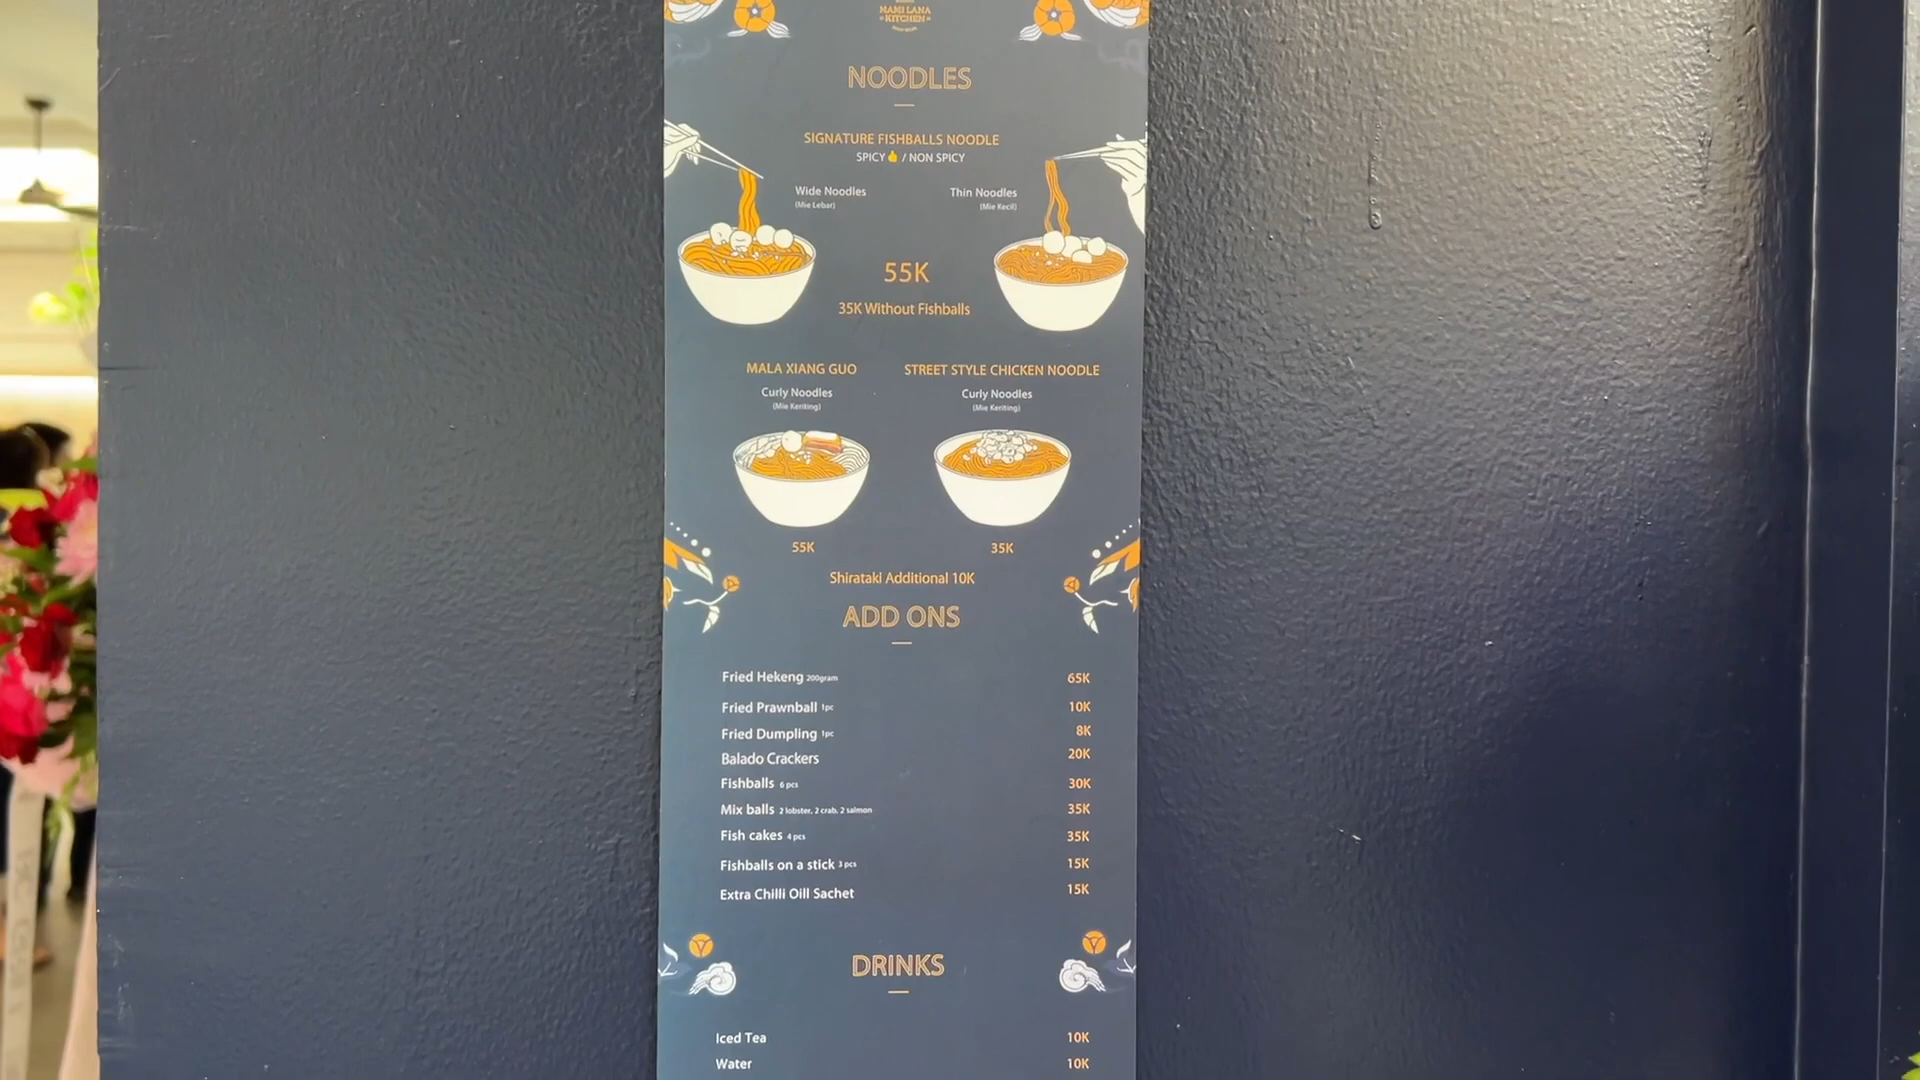 KITCHEN
NOODLES
SIGNATURE FISHBALLS NOODLE
SPICY👍 / NON SPICY
Wide Noodles
(Mie Lebar)
Thin Noodles
(Mie Kecil)
55K
35K Without Fishballs
MALA XIANG GUO
Curly Noodles
(Mie Keriting)
55K
STREET STYLE CHICKEN NOODLE
Curly Noodles
(Mie Keriting)
35K
Shirataki Additional 10K
ADD ONS
Fried Hekeng 200gram 65K
Fried Prawnball 1pc 10K
Fried Dumpling 1pc 8K
Balado Crackers 20K
Fishballs 6 pcs 30K
Mix balls 2 lobster, 2 crab, 2 salmon 35K
Fish cakes 4 pcs 35K
Fishballs on a stick 3 pcs 15K
Extra Chilli Oill Sachet 15K
DRINKS
Iced Tea 10K
Water 10K